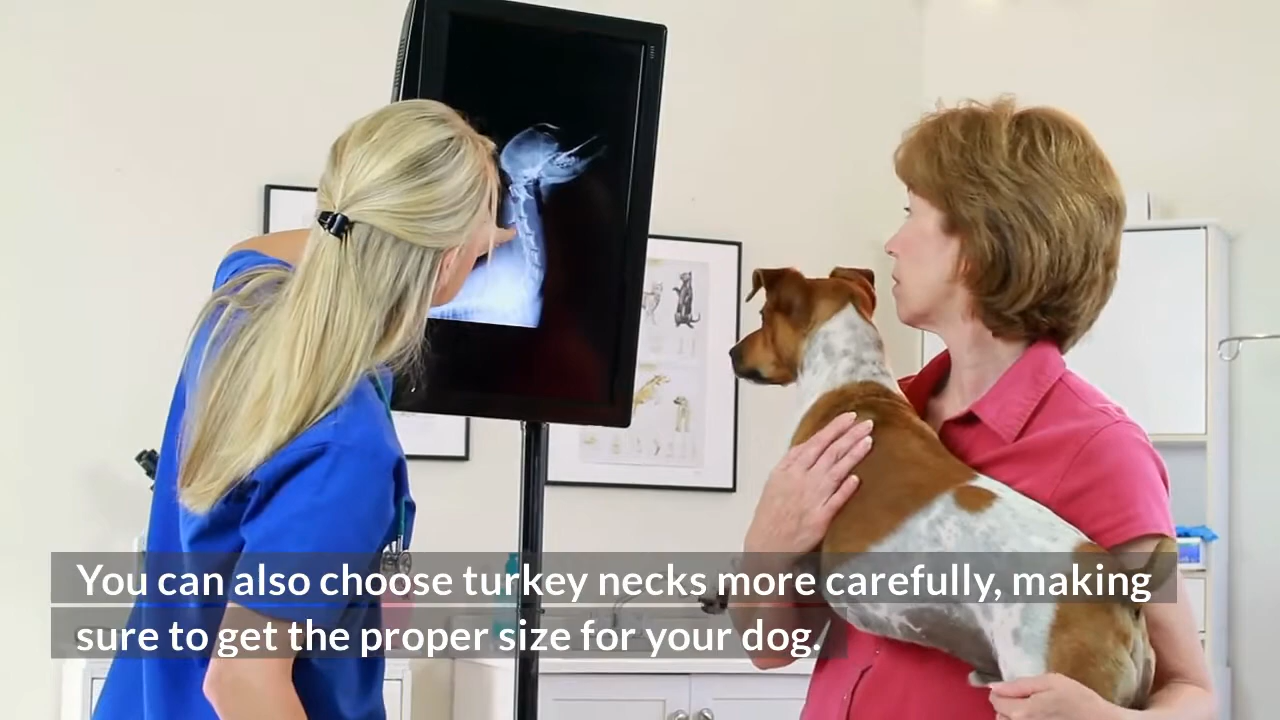 You can also choose turkey necks more carefully, making
sure to get the proper size for your dog.